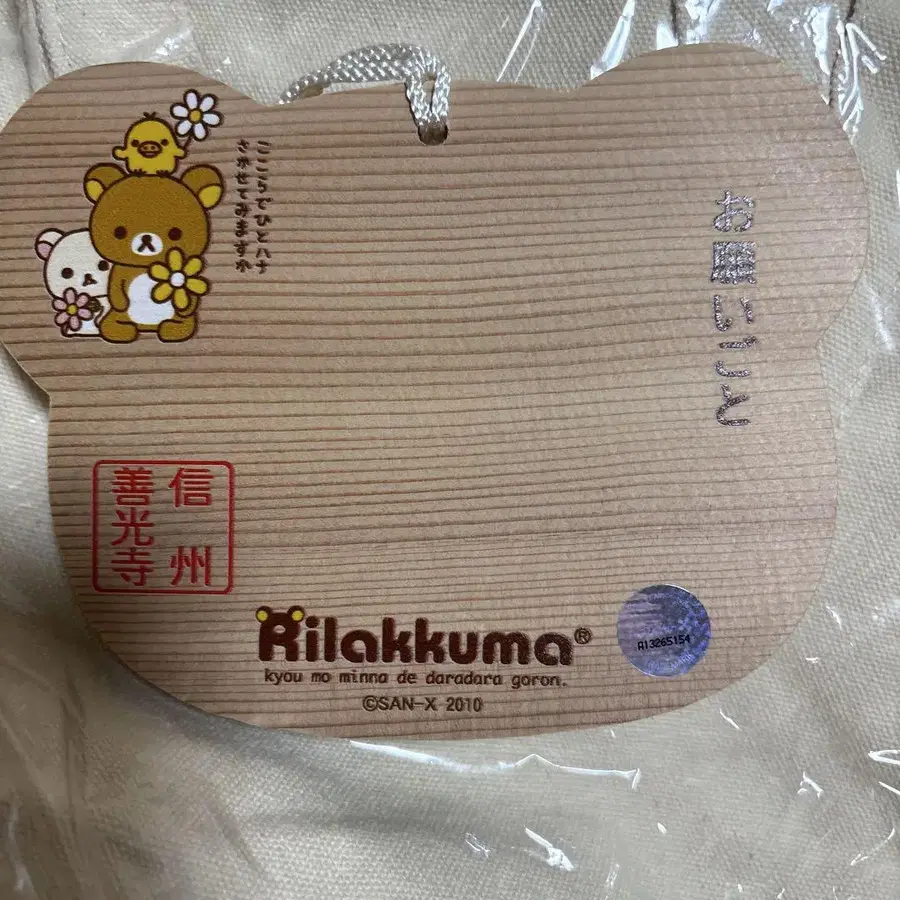 お願いごと
ここらでひとハナ
さかせてみますか
信州
善光寺
Rilakkuma®
kyou mo minna de daradara goron.
©SAN-X 2010
A13265154